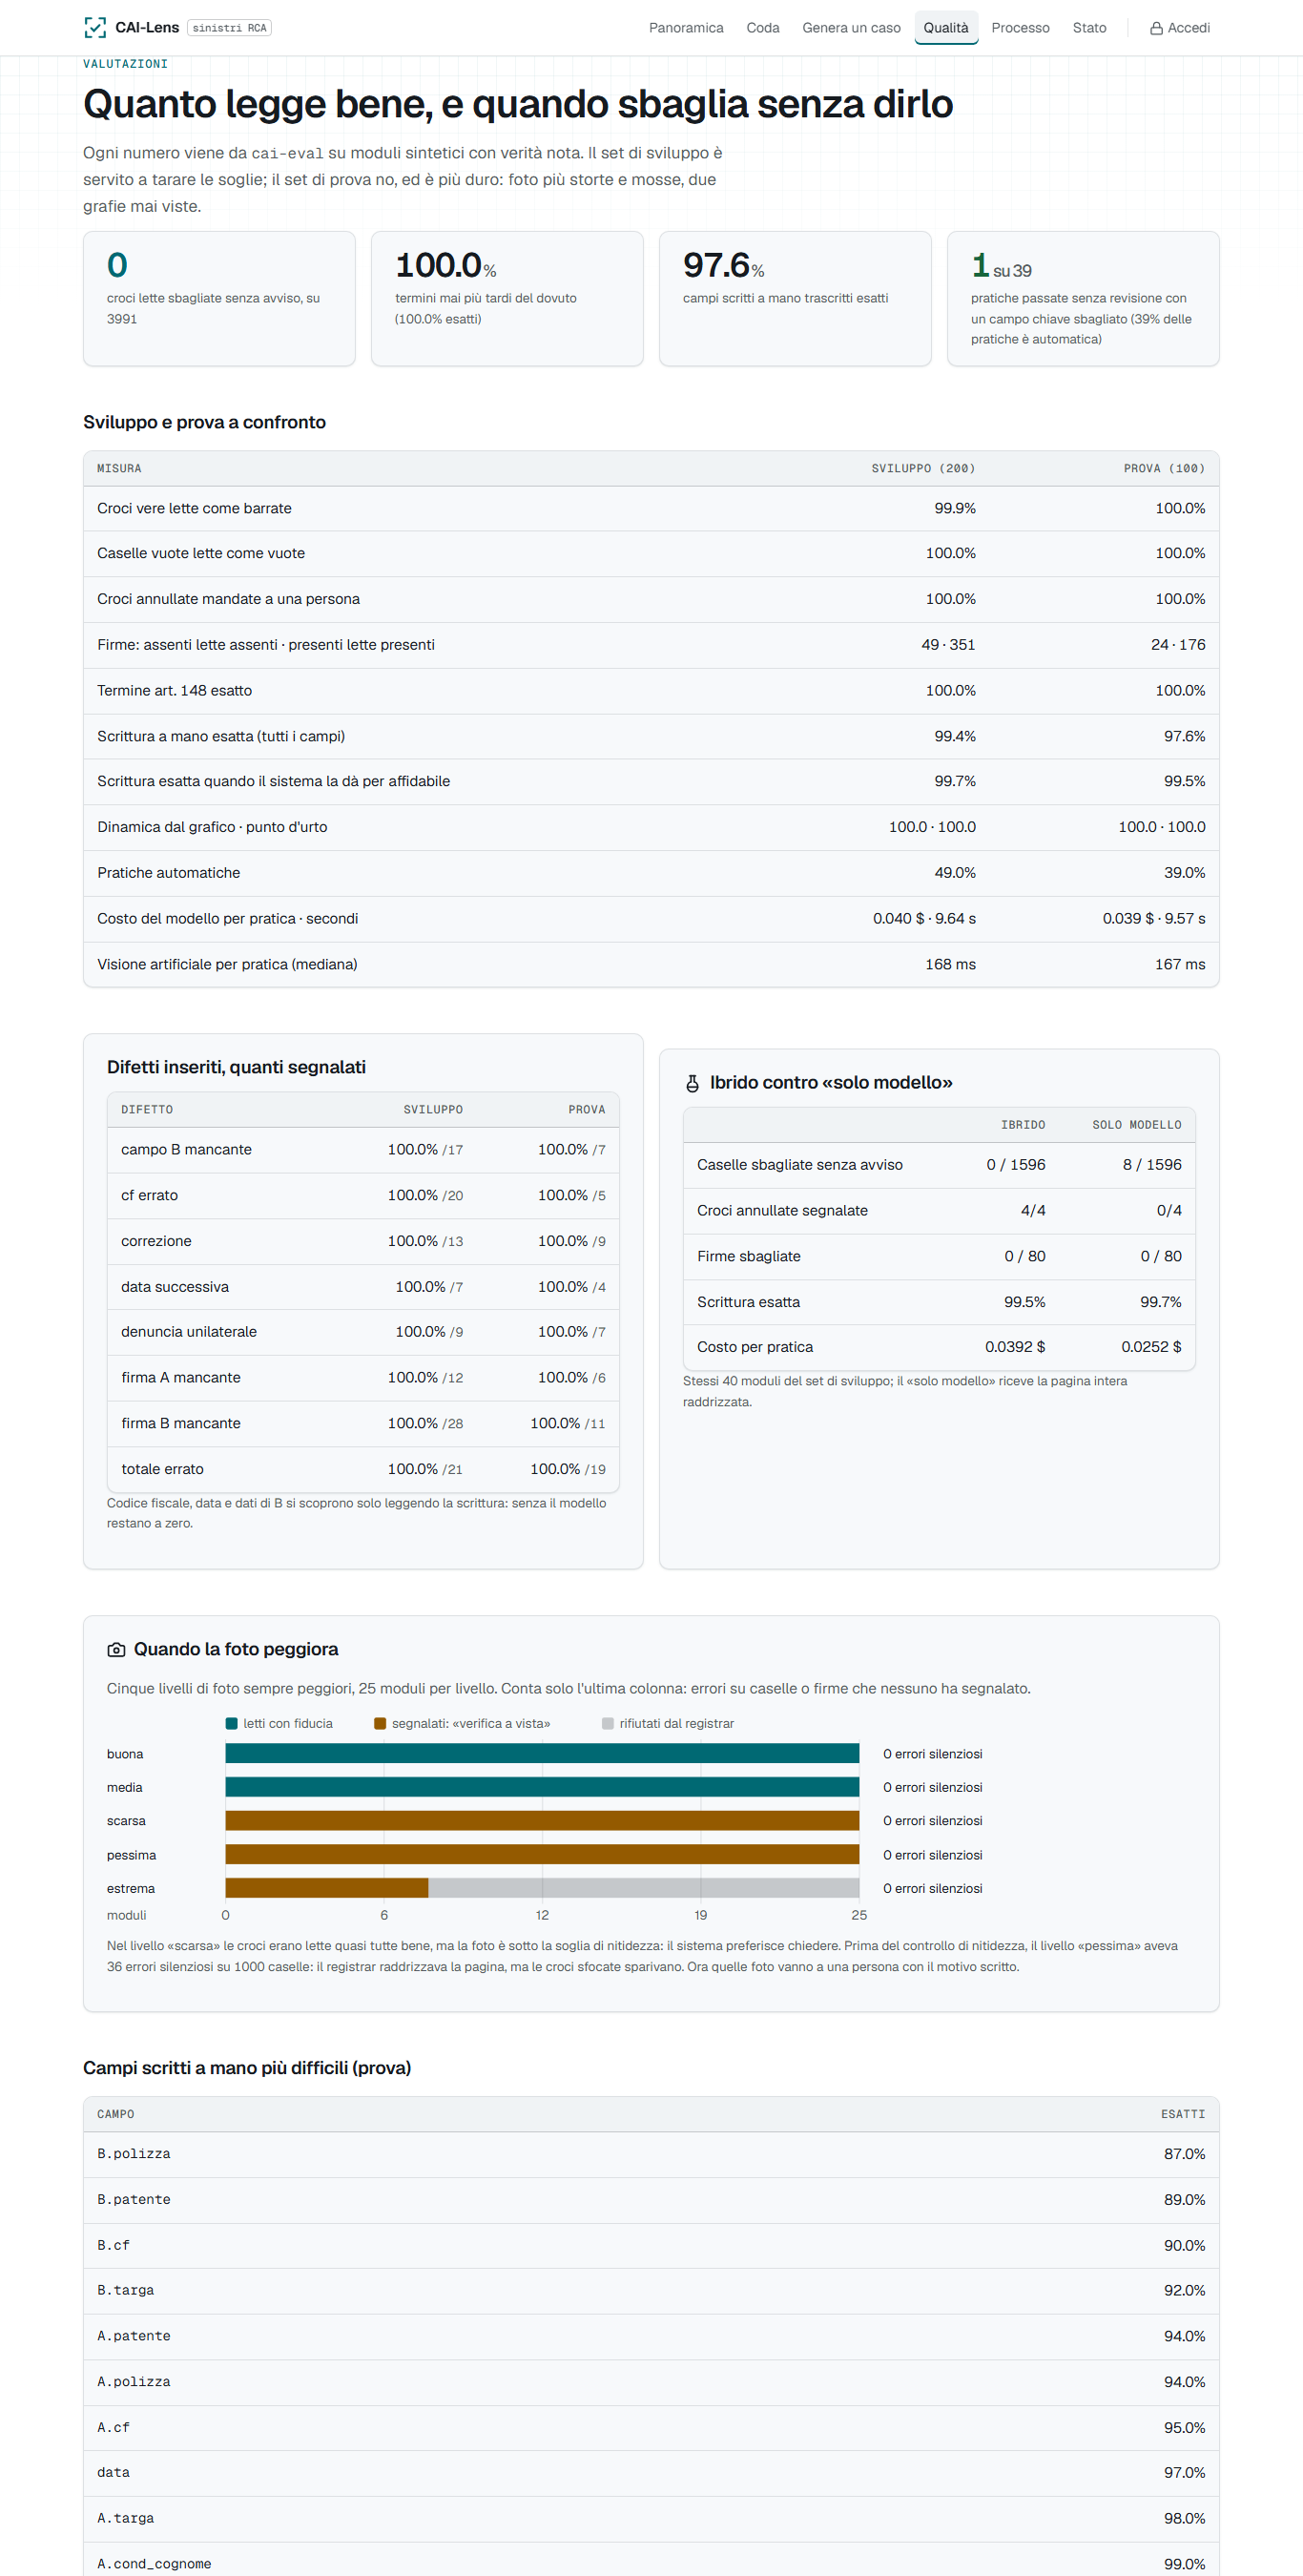 CAI-Lens sinistri RCA Panoramica Coda Genera un caso Qualità Processo Stato Accedi
VALUTAZIONI
Quanto legge bene, e quando sbaglia senza dirlo
Ogni numero viene da cai-eval su moduli sintetici con verità nota. Il set di sviluppo è
servito a tarare le soglie; il set di prova no, ed è più duro: foto più storte e mosse, due
grafie mai viste.
0
croci lette sbagliate senza avviso, su
3991
100.0%
termini mai più tardi del dovuto
(100.0% esatti)
97.6%
campi scritti a mano trascritti esatti
1 su 39
pratiche passate senza revisione con
un campo chiave sbagliato (39% delle
pratiche è automatica)
Sviluppo e prova a confronto
MISURA SVILUPPO (200) PROVA (100)
Croci vere lette come barrate 99.9% 100.0%
Caselle vuote lette come vuote 100.0% 100.0%
Croci annullate mandate a una persona 100.0% 100.0%
Firme: assenti lette assenti · presenti lette presenti 49 · 351 24 · 176
Termine art. 148 esatto 100.0% 100.0%
Scrittura a mano esatta (tutti i campi) 99.4% 97.6%
Scrittura esatta quando il sistema la dà per affidabile 99.7% 99.5%
Dinamica dal grafico · punto d'urto 100.0 · 100.0 100.0 · 100.0
Pratiche automatiche 49.0% 39.0%
Costo del modello per pratica · secondi 0.040 $ · 9.64 s 0.039 $ · 9.57 s
Visione artificiale per pratica (mediana) 168 ms 167 ms
Difetti inseriti, quanti segnalati
DIFETTO SVILUPPO PROVA
campo B mancante 100.0% /17 100.0% /7
cf errato 100.0% /20 100.0% /5
correzione 100.0% /13 100.0% /9
data successiva 100.0% /7 100.0% /4
denuncia unilaterale 100.0% /9 100.0% /7
firma A mancante 100.0% /12 100.0% /6
firma B mancante 100.0% /28 100.0% /11
totale errato 100.0% /21 100.0% /19
Codice fiscale, data e dati di B si scoprono solo leggendo la scrittura: senza il modello
restano a zero.
Ibrido contro «solo modello»
IBRIDO SOLO MODELLO
Caselle sbagliate senza avviso 0 / 1596 8 / 1596
Croci annullate segnalate 4/4 0/4
Firme sbagliate 0 / 80 0 / 80
Scrittura esatta 99.5% 99.7%
Costo per pratica 0.0392 $ 0.0252 $
Stessi 40 moduli del set di sviluppo; il «solo modello» riceve la pagina intera
raddrizzata.
Quando la foto peggiora
Cinque livelli di foto sempre peggiori, 25 moduli per livello. Conta solo l'ultima colonna: errori su caselle o firme che nessuno ha segnalato.
letti con fiducia segnalati: «verifica a vista» rifiutati dal registrar
buona 0 errori silenziosi
media 0 errori silenziosi
scarsa 0 errori silenziosi
pessima 0 errori silenziosi
estrema 0 errori silenziosi
moduli 0 6 12 19 25
Nel livello «scarsa» le croci erano lette quasi tutte bene, ma la foto è sotto la soglia di nitidezza: il sistema preferisce chiedere. Prima del controllo di nitidezza, il livello «pessima» aveva
36 errori silenziosi su 1000 caselle: il registrar raddrizzava la pagina, ma le croci sfocate sparivano. Ora quelle foto vanno a una persona con il motivo scritto.
Campi scritti a mano più difficili (prova)
CAMPO ESATTI
B.polizza 87.0%
B.patente 89.0%
B.cf 90.0%
B.targa 92.0%
A.patente 94.0%
A.polizza 94.0%
A.cf 95.0%
data 97.0%
A.targa 98.0%
A.cond_cognome 99.0%